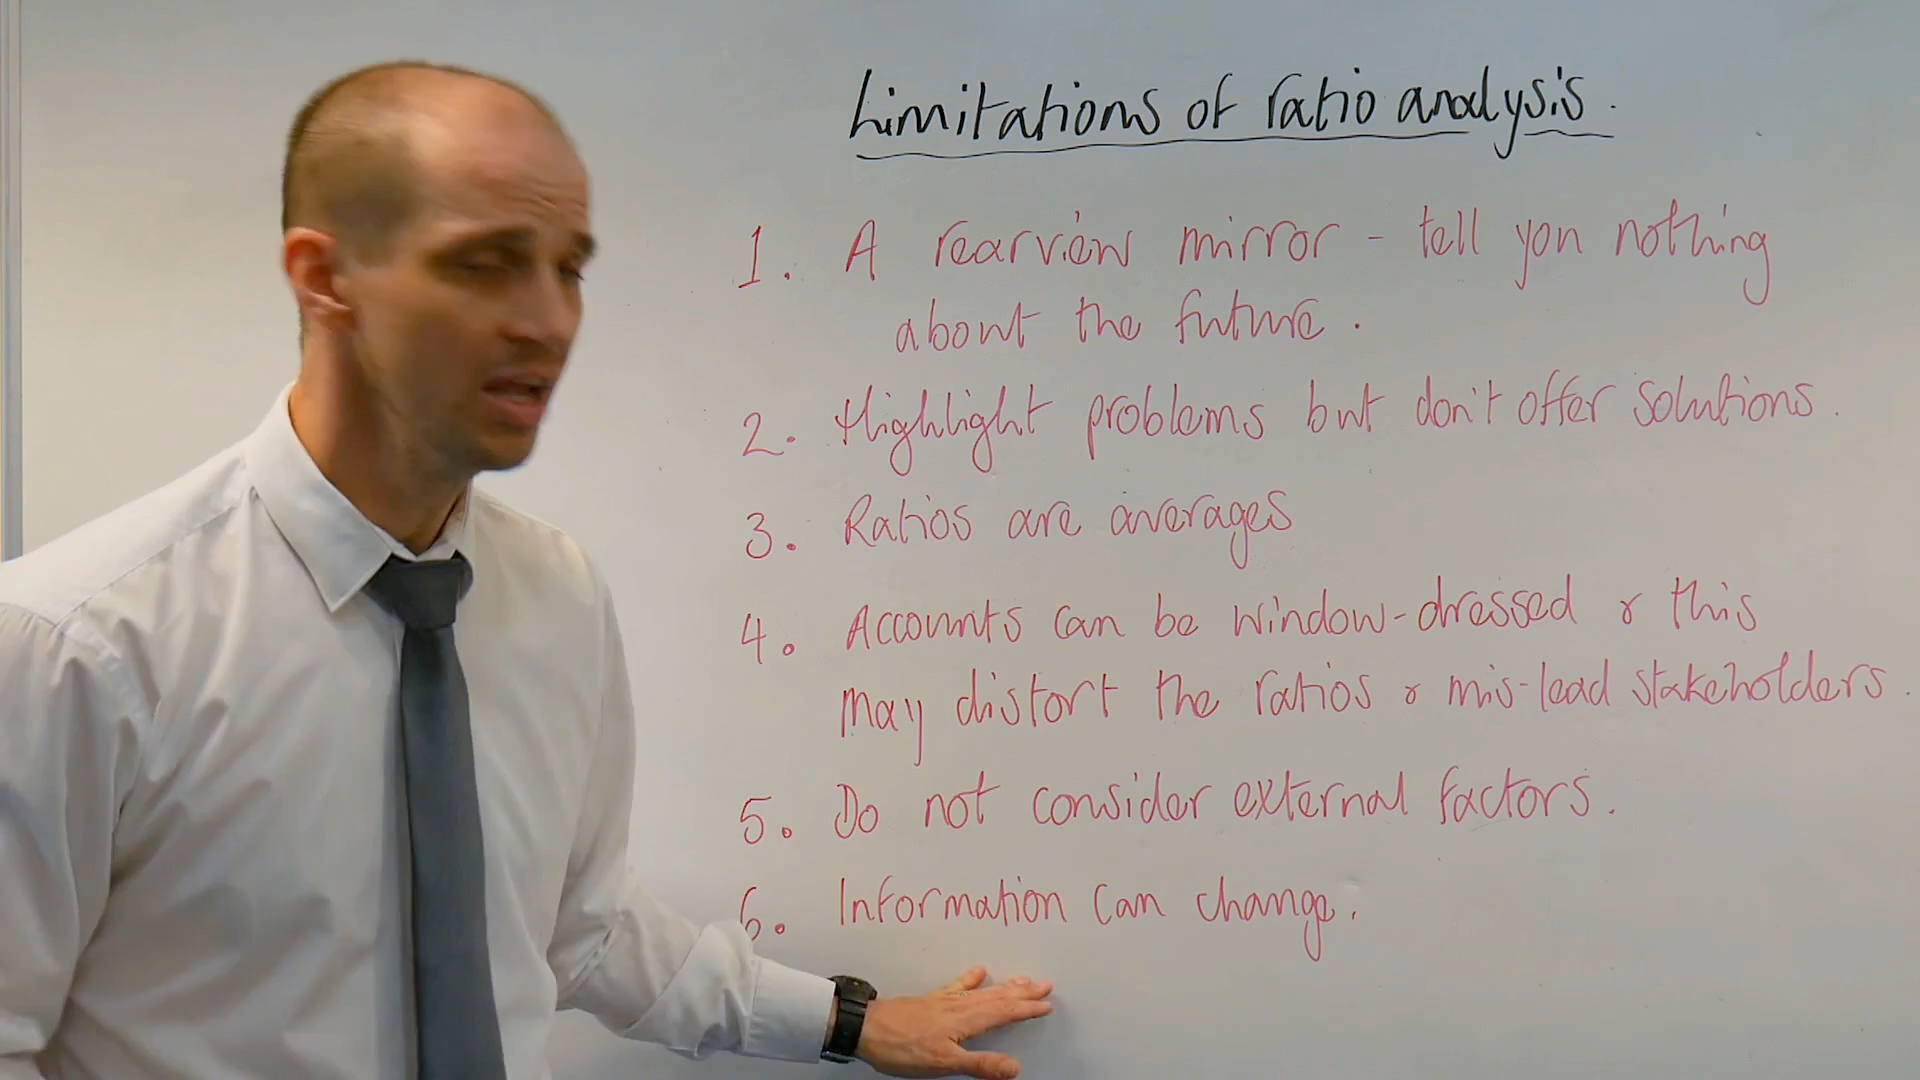 Limitations of ratio analysis.
1. A rearview mirror - tell you nothing
about the future.
2. Highlight problems but don't offer solutions.
3. Ratios are averages
4. Accounts can be window-dressed & this
may distort the ratios & mis-lead stakeholders.
5. Do not consider external factors.
6. Information can change.